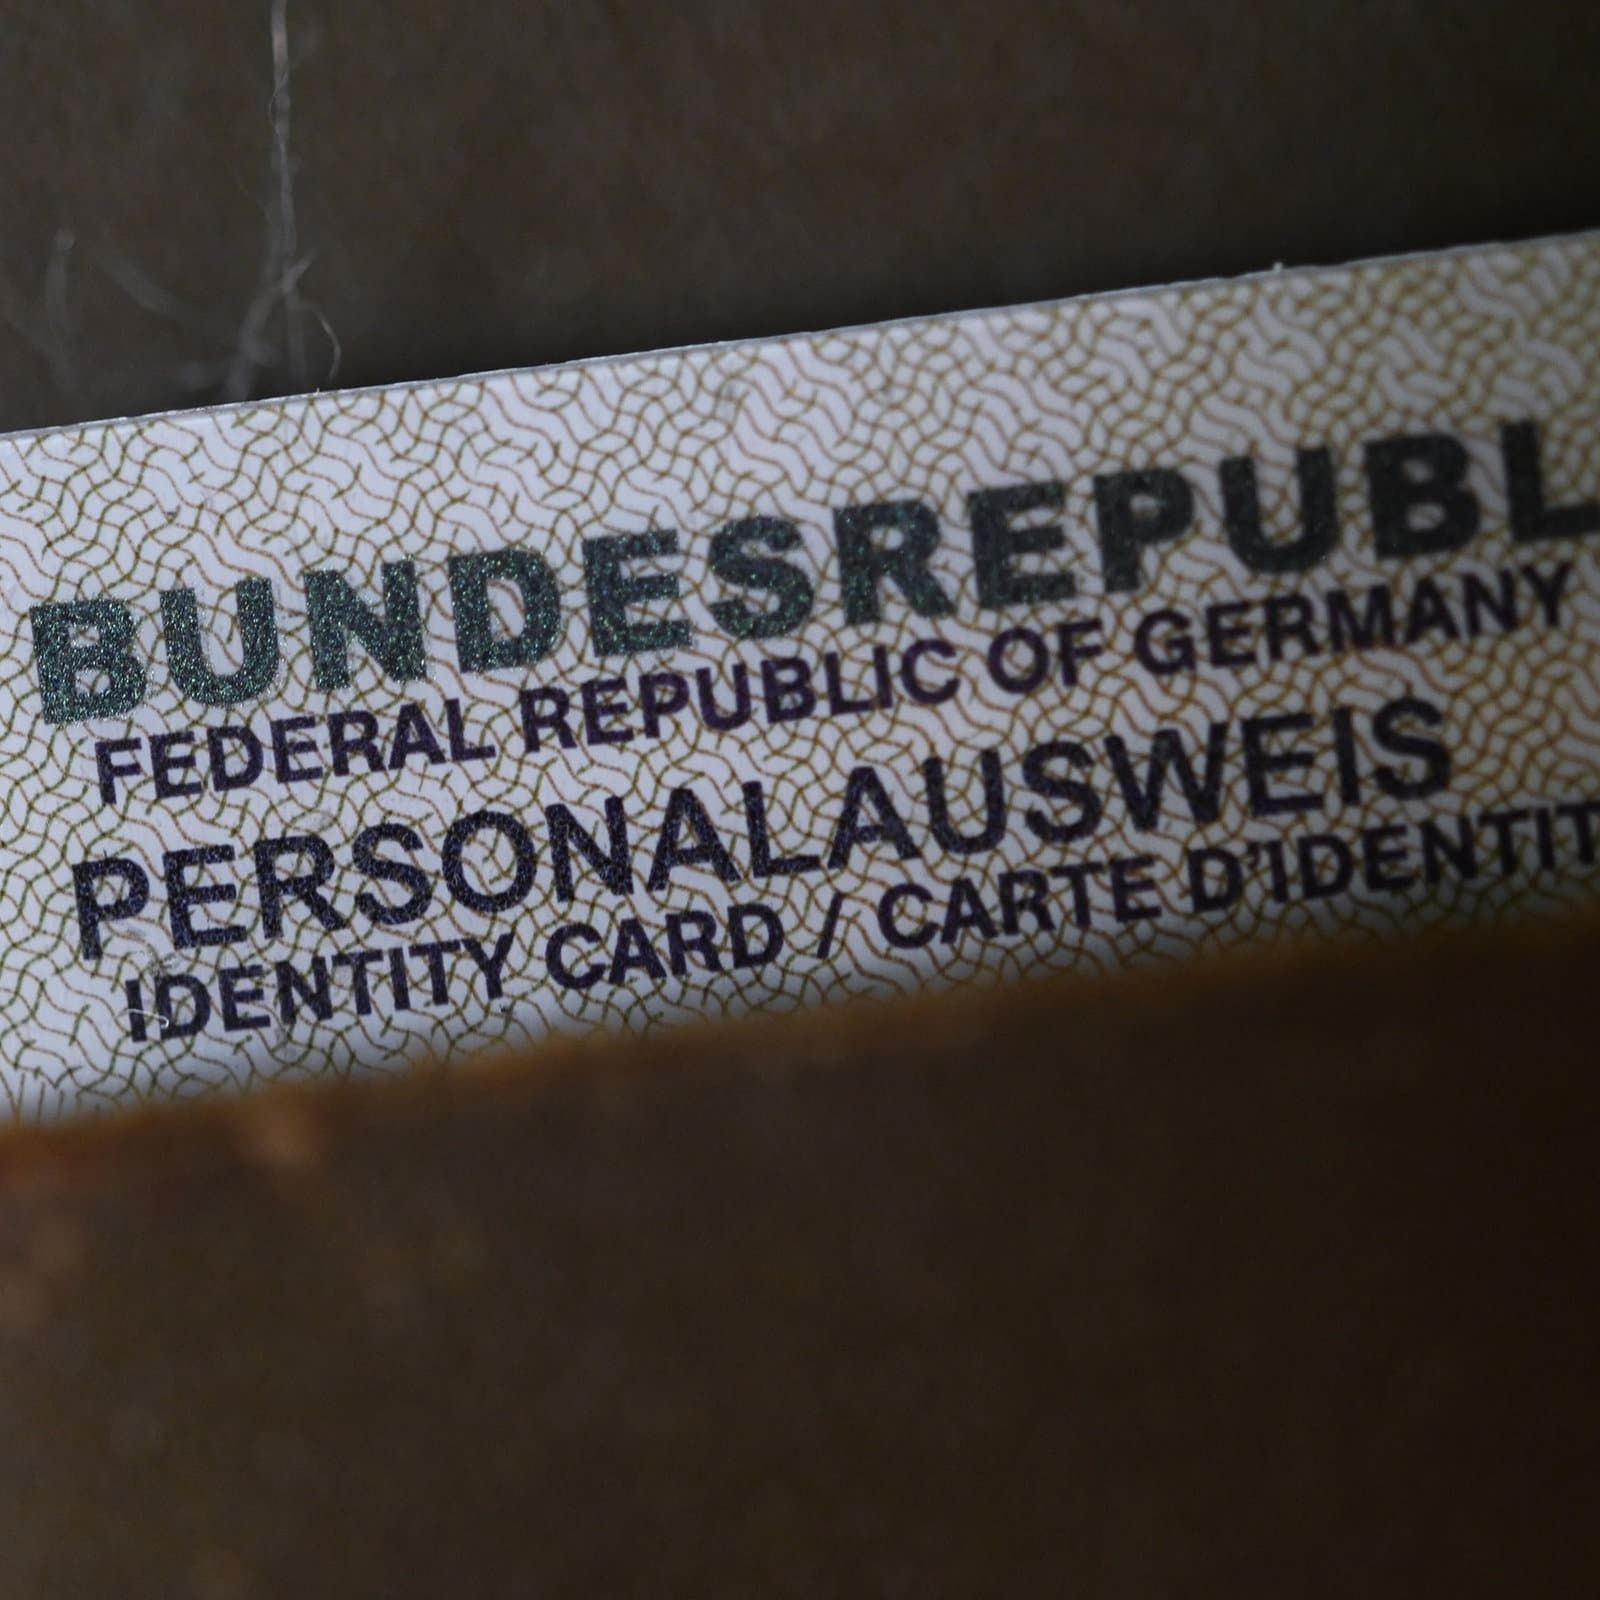 BUNDESREPUBL
FEDERAL REPUBLIC OF GERMANY
PERSONALAUSWEIS
IDENTITY CARD / CARTE D'IDENTIT